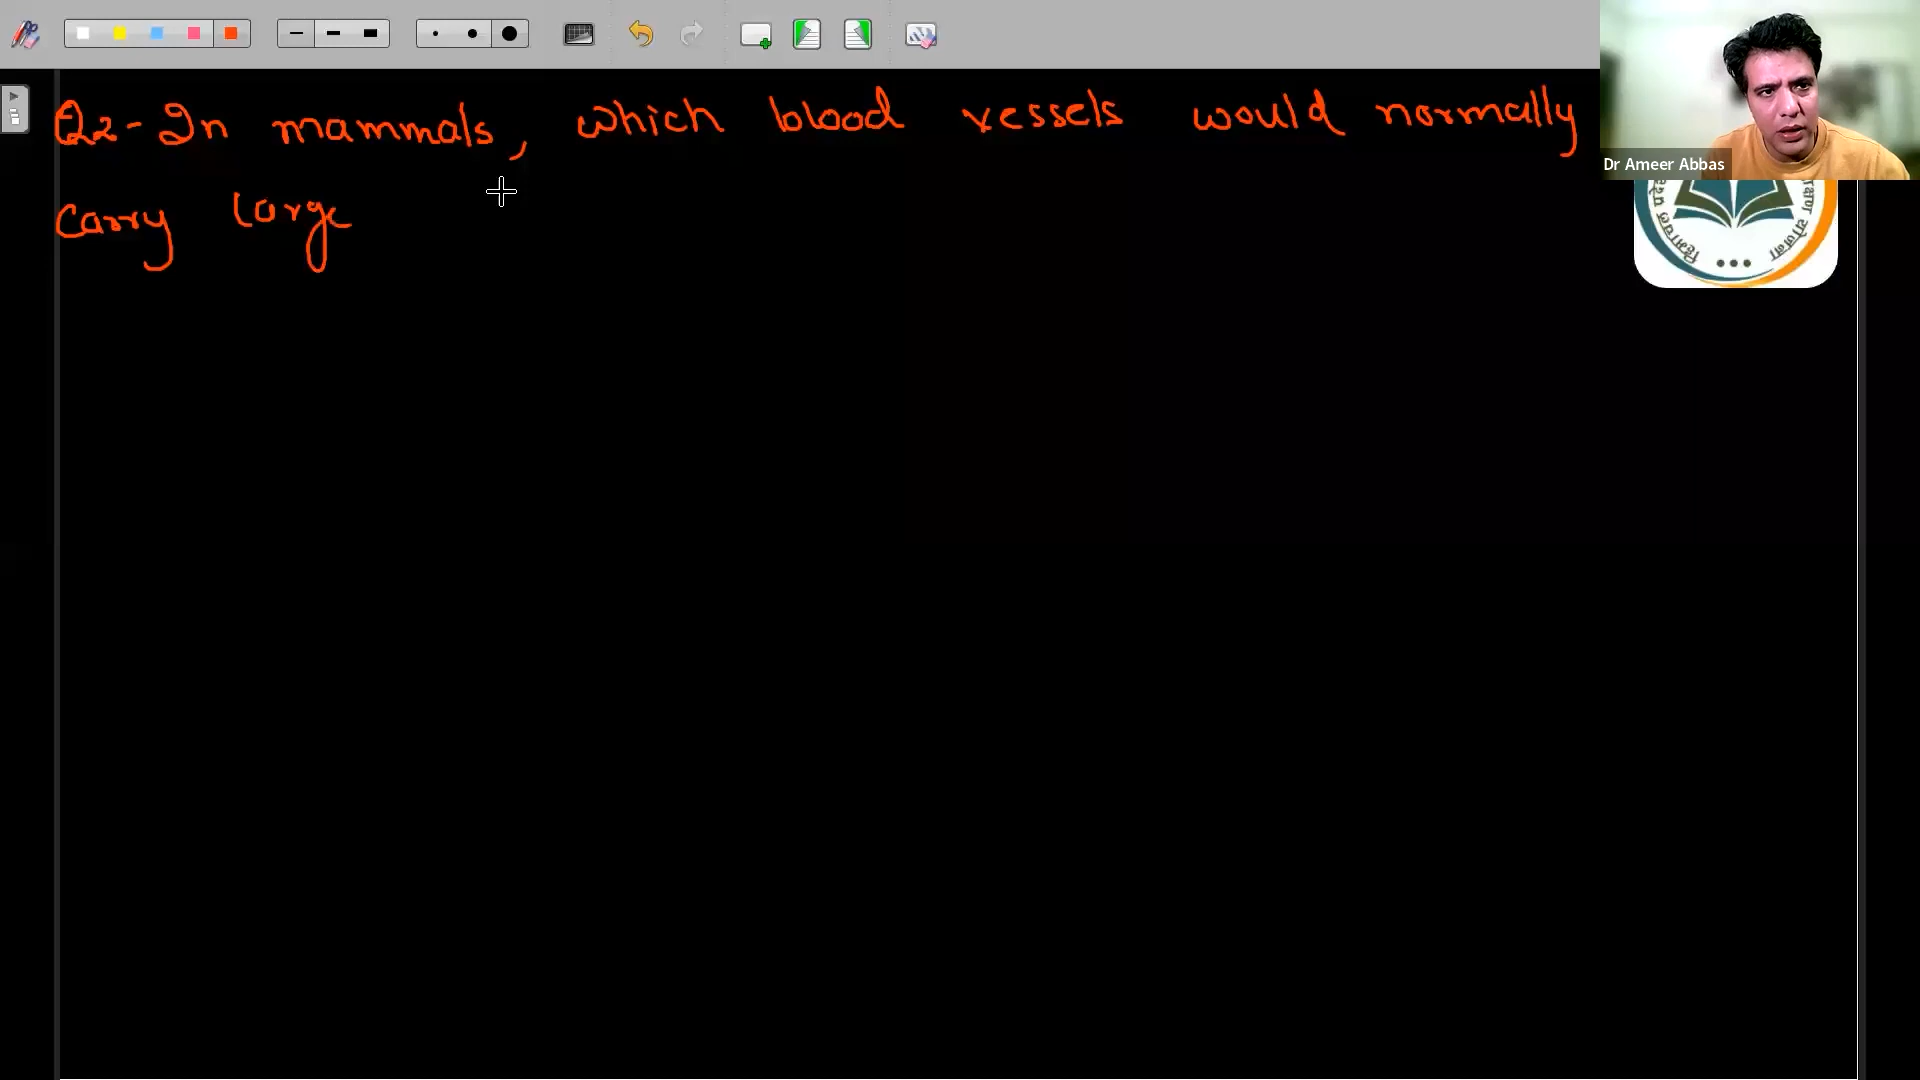 Q2- In mammals, which blood vessels would normally
carry large
Dr Ameer Abbas